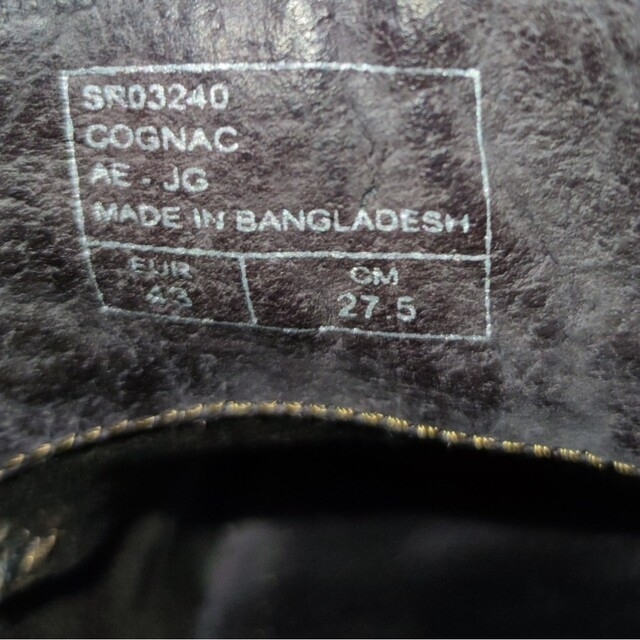 SR03240
COGNAC
AE - JG
MADE IN BANGLADESH
EUR CM
43 27.5